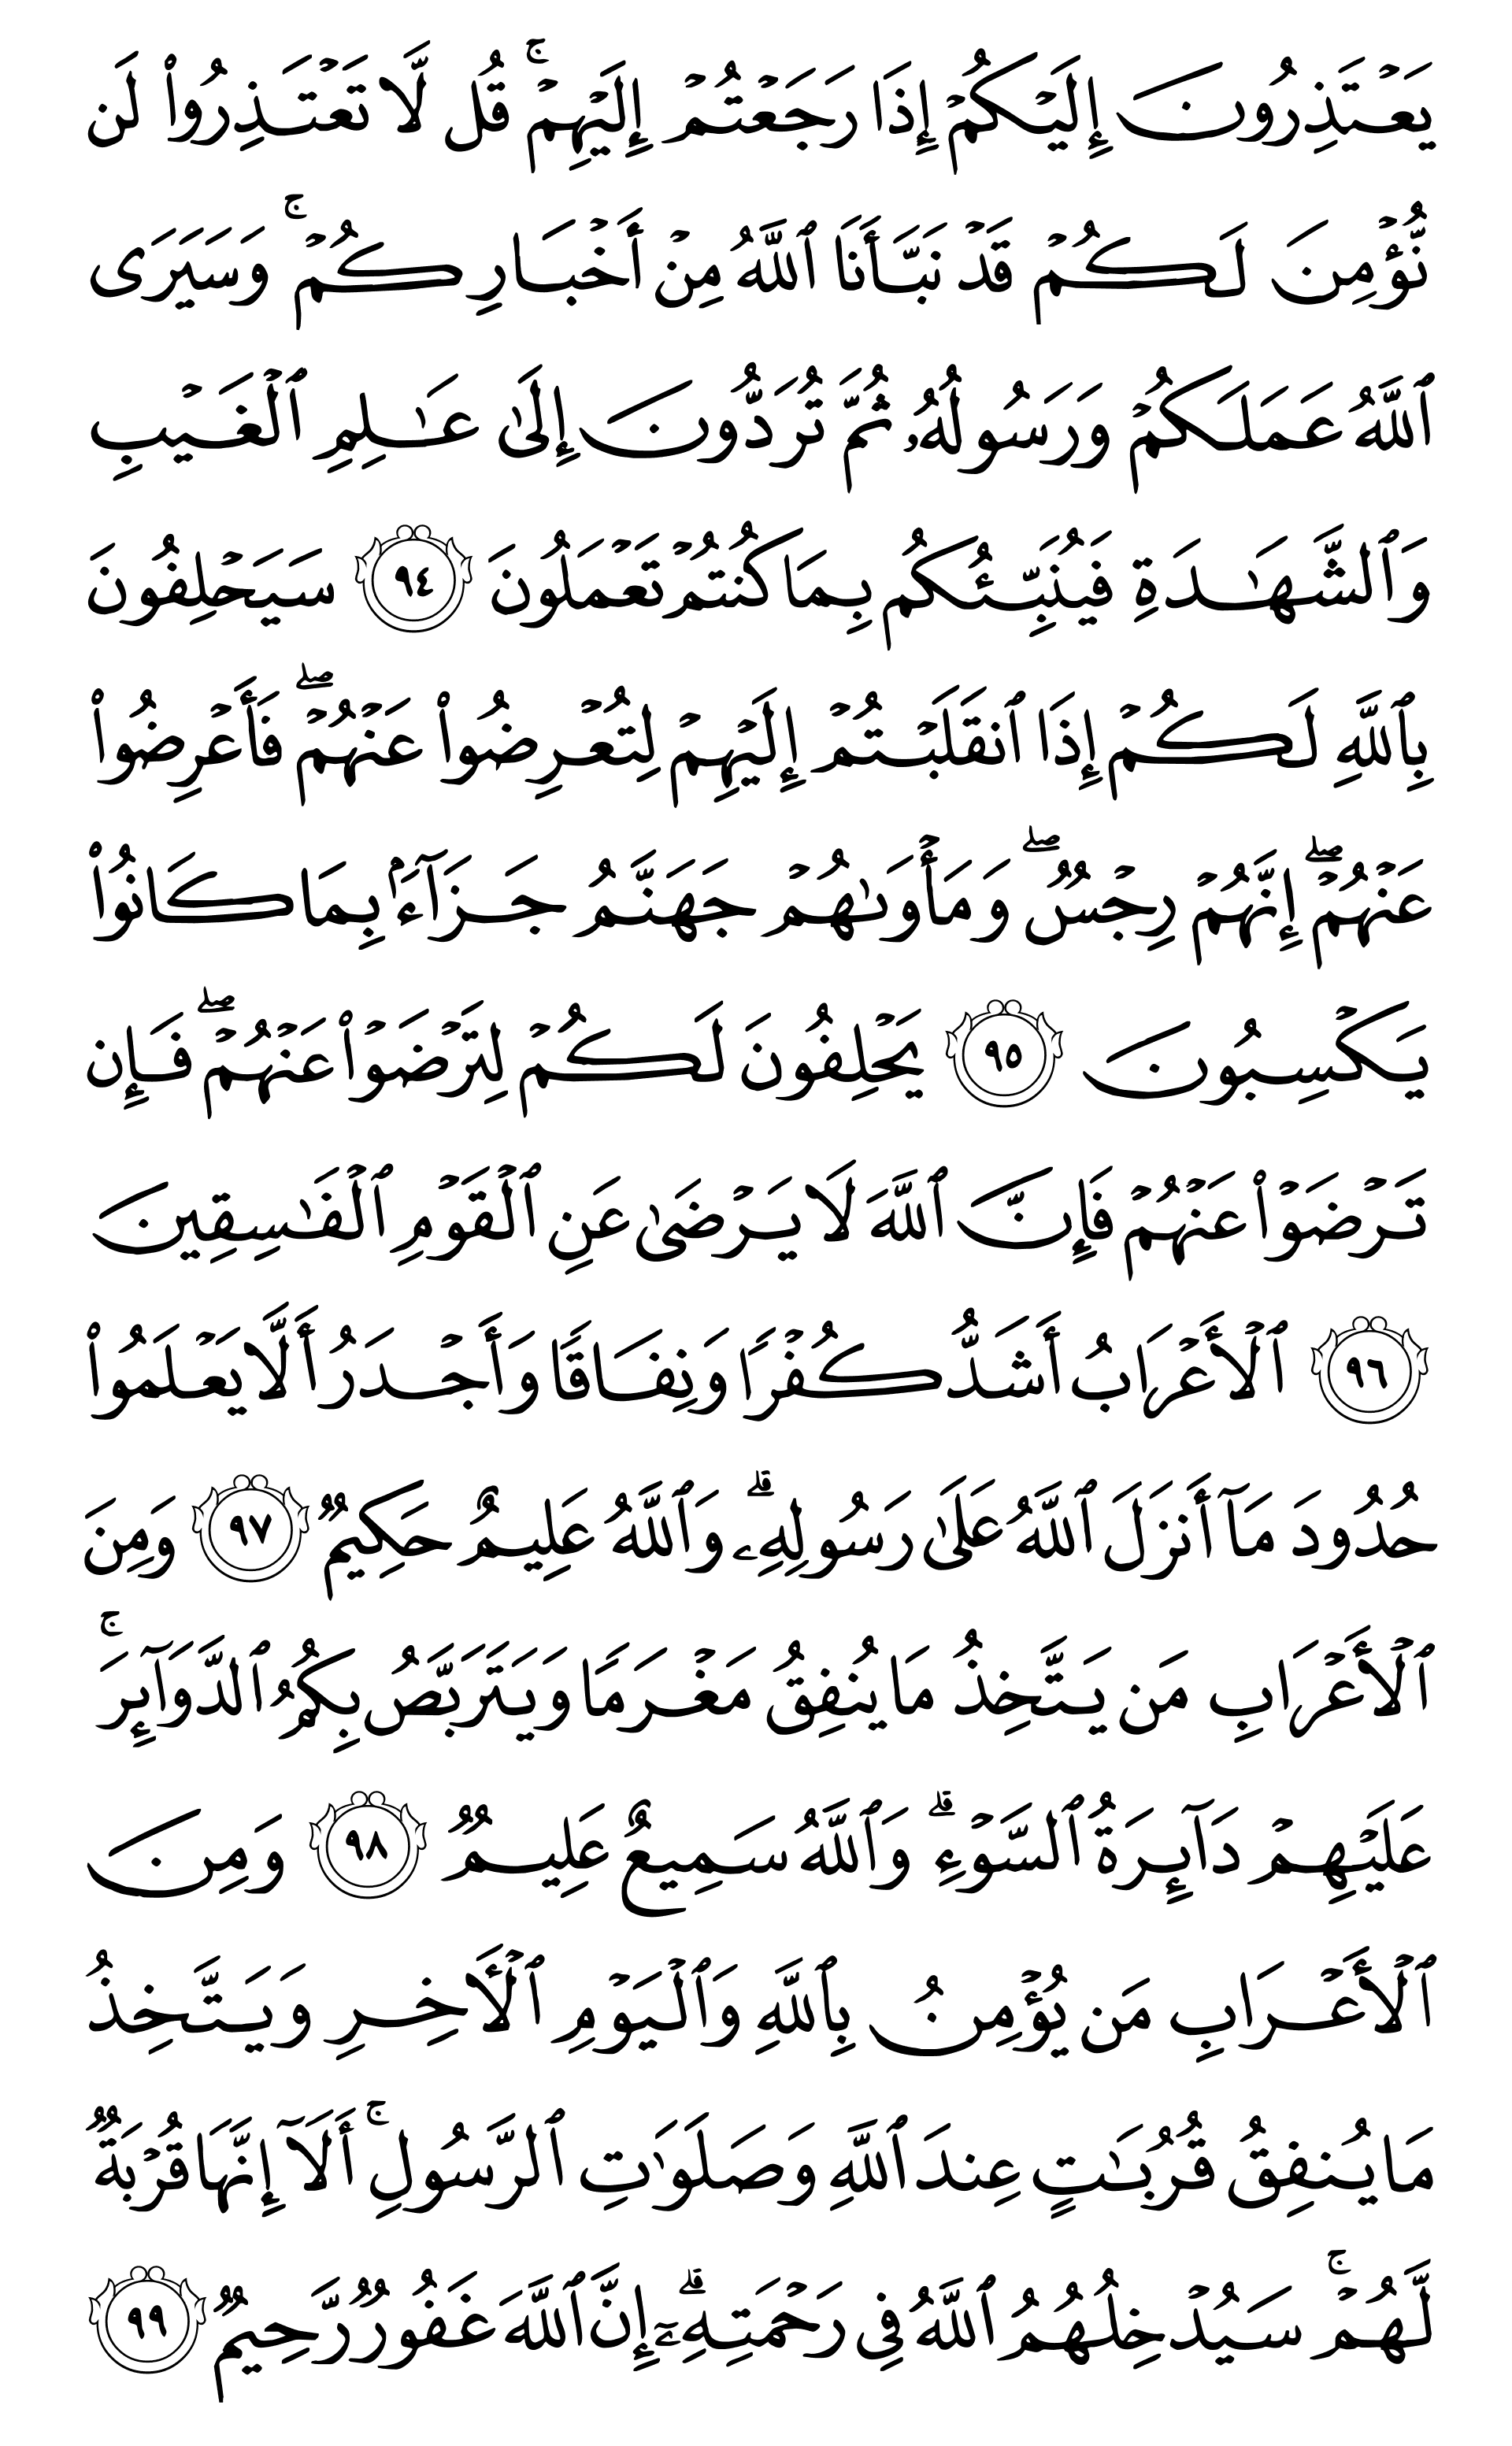 يَعۡتَذِرُونَ إِلَيۡكُمۡ إِذَا رَجَعۡتُمۡ إِلَيۡهِمۡۚ قُل لَّا تَعۡتَذِرُواْ لَن
نُّؤۡمِنَ لَكُمۡ قَدۡ نَبَّأَنَا ٱللَّهُ مِنۡ أَخۡبَارِكُمۡۚ وَسَيَرَى
ٱللَّهُ عَمَلَكُمۡ وَرَسُولُهُۥ ثُمَّ تُرَدُّونَ إِلَىٰ عَٰلِمِ ٱلۡغَيۡبِ
وَٱلشَّهَٰدَةِ فَيُنَبِّئُكُم بِمَا كُنتُمۡ تَعۡمَلُونَ ٩٤ سَيَحۡلِفُونَ
بِٱللَّهِ لَكُمۡ إِذَا ٱنقَلَبۡتُمۡ إِلَيۡهِمۡ لِتُعۡرِضُواْ عَنۡهُمۡۖ فَأَعۡرِضُواْ
عَنۡهُمۡۖ إِنَّهُمۡ رِجۡسٞۖ وَمَأۡوَىٰهُمۡ جَهَنَّمُ جَزَآءَۢ بِمَا كَانُواْ
يَكۡسِبُونَ ٩٥ يَحۡلِفُونَ لَكُمۡ لِتَرۡضَوۡاْ عَنۡهُمۡۖ فَإِن
تَرۡضَوۡاْ عَنۡهُمۡ فَإِنَّ ٱللَّهَ لَا يَرۡضَىٰ عَنِ ٱلۡقَوۡمِ ٱلۡفَٰسِقِينَ
٩٦ ٱلۡأَعۡرَابُ أَشَدُّ كُفۡرٗا وَنِفَاقٗا وَأَجۡدَرُ أَلَّا يَعۡلَمُواْ
حُدُودَ مَآ أَنزَلَ ٱللَّهُ عَلَىٰ رَسُولِهِۦۗ وَٱللَّهُ عَلِيمٌ حَكِيمٞ ٩٧ وَمِنَ
ٱلۡأَعۡرَابِ مَن يَتَّخِذُ مَا يُنفِقُ مَغۡرَمٗا وَيَتَرَبَّصُ بِكُمُ ٱلدَّوَآئِرَۚ
عَلَيۡهِمۡ دَآئِرَةُ ٱلسَّوۡءِۗ وَٱللَّهُ سَمِيعٌ عَلِيمٞ ٩٨ وَمِنَ
ٱلۡأَعۡرَابِ مَن يُؤۡمِنُ بِٱللَّهِ وَٱلۡيَوۡمِ ٱلۡأٓخِرِ وَيَتَّخِذُ
مَا يُنفِقُ قُرُبَٰتٍ عِندَ ٱللَّهِ وَصَلَوَٰتِ ٱلرَّسُولِۚ أَلَآ إِنَّهَا قُرۡبَةٞ
لَّهُمۡۚ سَيُدۡخِلُهُمُ ٱللَّهُ فِي رَحۡمَتِهِۦٓۗ إِنَّ ٱللَّهَ غَفُورٞ رَّحِيمٞ ٩٩